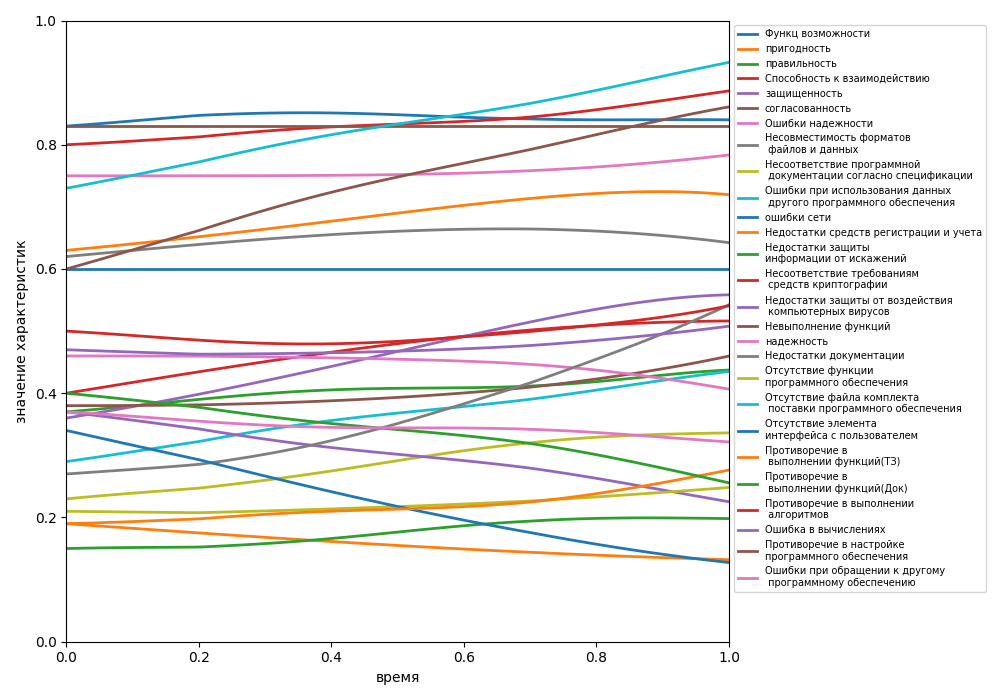 1.0
0.8
0.6
0.4
0.2
0.0
значение характеристик
0.0 0.2 0.4 0.6 0.8 1.0
время
Функц возможности
пригодность
правильность
Способность к взаимодействию
защищенность
согласованность
Ошибки надежности
Несовместимость форматов
файлов и данных
Несоответствие программной
документации согласно спецификации
Ошибки при использования данных
другого программного обеспечения
ошибки сети
Недостатки средств регистрации и учета
Недостатки защиты
информации от искажений
Несоответствие требованиям
средств криптографии
Недостатки защиты от воздействия
компьютерных вирусов
Невыполнение функций
надежность
Недостатки документации
Отсутствие функции
программного обеспечения
Отсутствие файла комплекта
поставки программного обеспечения
Отсутствие элемента
интерфейса с пользователем
Противоречие в
выполнении функций(ТЗ)
Противоречие в
выполнении функций(Док)
Противоречие в выполнении
алгоритмов
Ошибка в вычислениях
Противоречие в настройке
программного обеспечения
Ошибки при обращении к другому
программному обеспечению